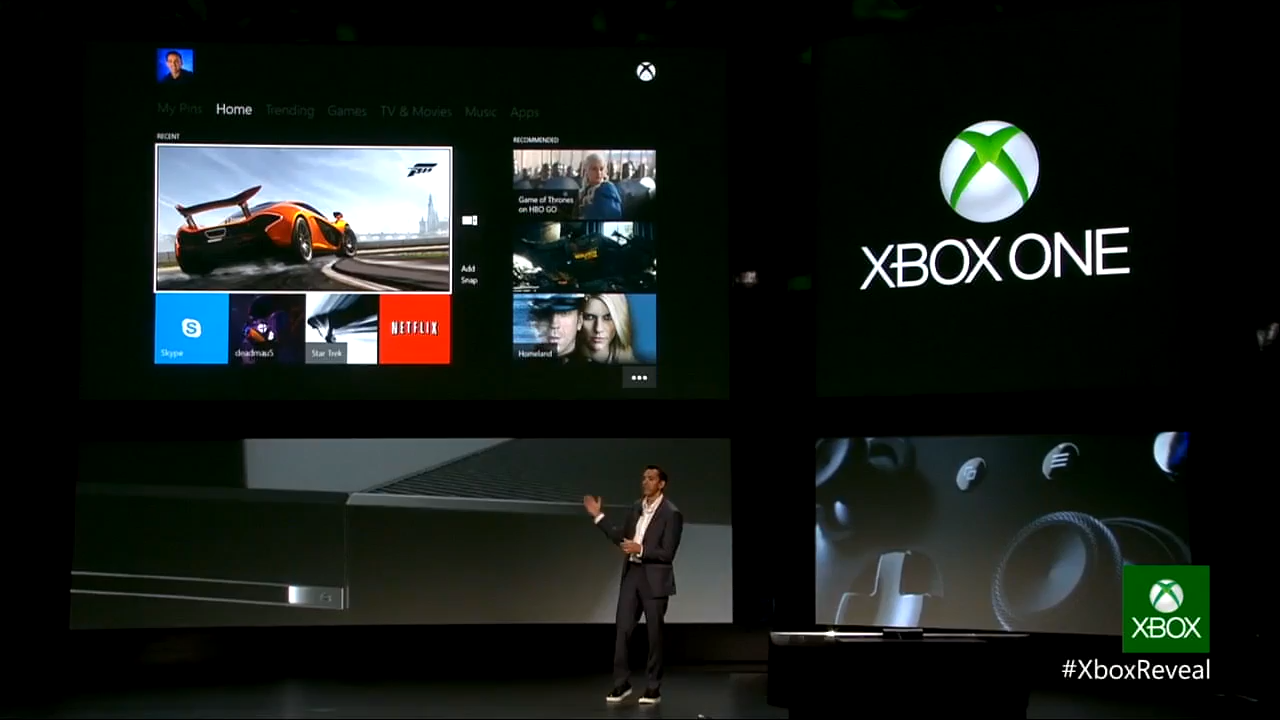 My Pins Home Trending Games TV & Movies Music Apps
RECENT
RECOMMENDED
Game of Thrones
on HBO GO
Add
Snap
Skype
deadmau5
Star Trek
NETFLIX
Homeland
XBOX ONE
XBOX
#XboxReveal